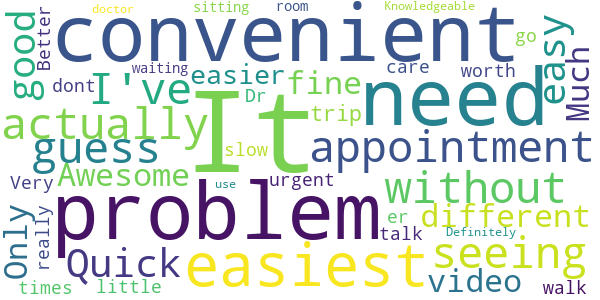 doctor
sitting
room
Knowledgeable
convenient
good
Better
easy
Much
go
I've
waiting
easier
fine
care
worth
dont
It
Dr
need
actually
trip
guess
slow
appointment
Awesome
urgent
Very
use
without
problem
er
different
Only
really
talk
Definitely
Quick
easiest
seeing
video
times
little
walk